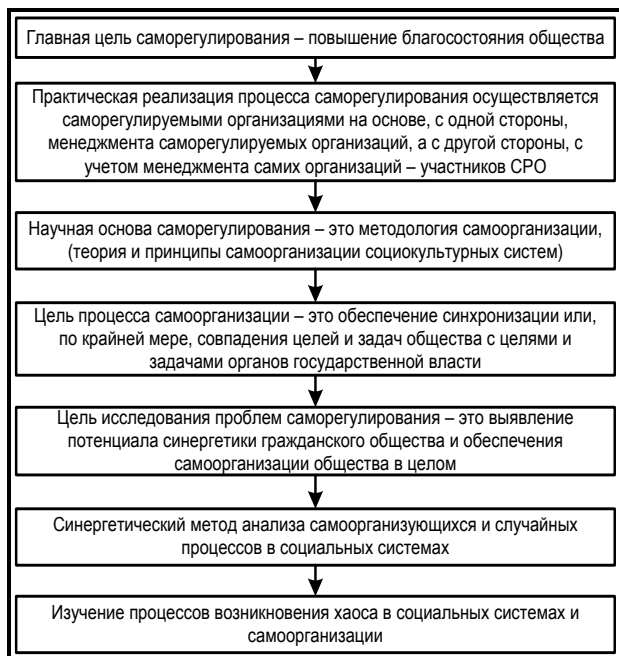 Главная цель саморегулирования – повышение благосостояния общества
Практическая реализация процесса саморегулирования осуществляется
саморегулируемыми организациями на основе, с одной стороны,
менеджмента саморегулируемых организаций, а с другой стороны, с
учетом менеджмента самих организаций – участников СРО
Научная основа саморегулирования – это методология самоорганизации,
(теория и принципы самоорганизации социокультурных систем)
Цель процесса самоорганизации – это обеспечение синхронизации или,
по крайней мере, совпадения целей и задач общества с целями и
задачами органов государственной власти
Цель исследования проблем саморегулирования – это выявление
потенциала синергетики гражданского общества и обеспечения
самоорганизации общества в целом
Синергетический метод анализа самоорганизующихся и случайных
процессов в социальных системах
Изучение процессов возникновения хаоса в социальных системах и
самоорганизации